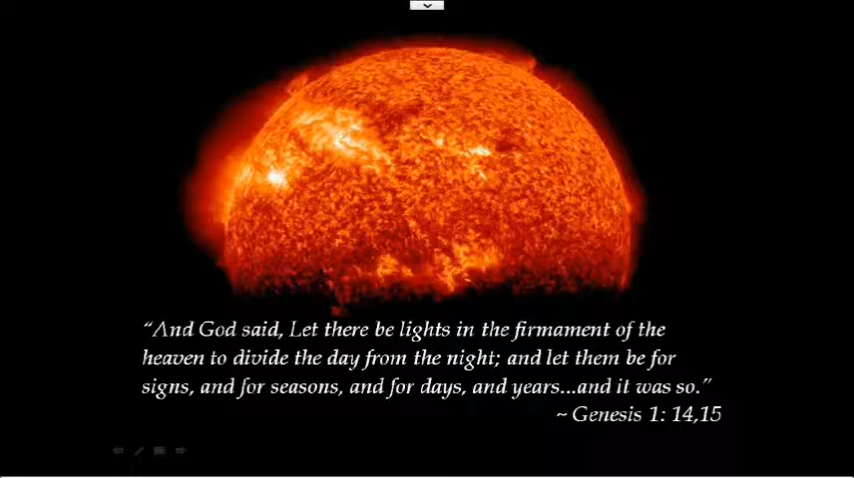 “And God said, Let there be lights in the firmament of the
heaven to divide the day from the night; and let them be for
signs, and for seasons, and for days, and years...and it was so.”
~ Genesis 1: 14,15